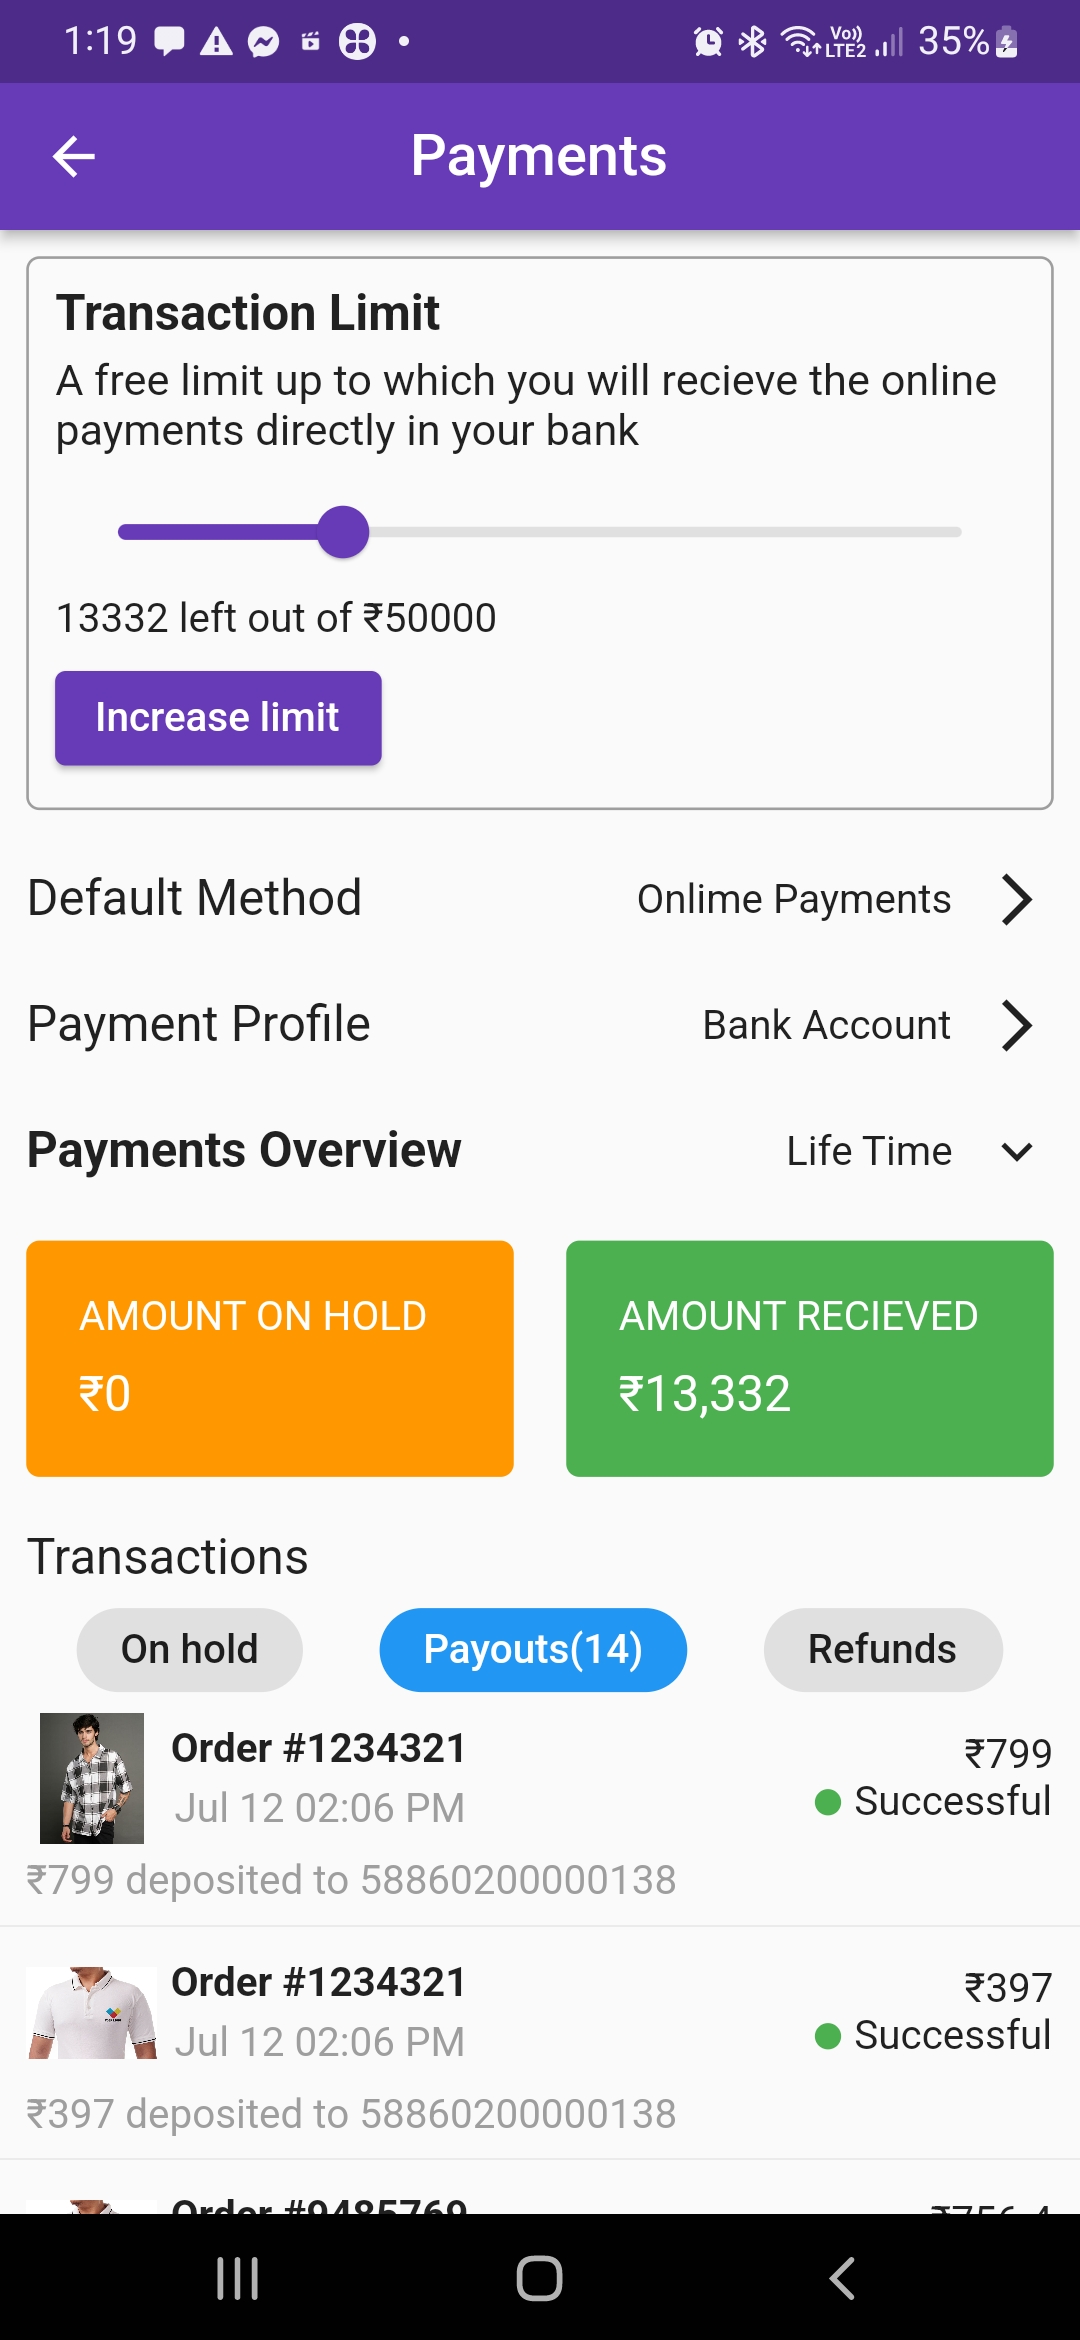 1:19
Vo))
LTE2
35%
Payments
Transaction Limit
A free limit up to which you will recieve the online
payments directly in your bank
13332 left out of ₹50000
Increase limit
Default Method
Onlime Payments
Payment Profile
Bank Account
Payments Overview
Life Time
AMOUNT ON HOLD
₹0
AMOUNT RECIEVED
₹13,332
Transactions
On hold
Payouts(14)
Refunds
Order #1234321
₹799
Jul 12 02:06 PM
Successful
₹799 deposited to 58860200000138
Order #1234321
₹397
Jul 12 02:06 PM
Successful
₹397 deposited to 58860200000138
Order #9485769
₹756.4